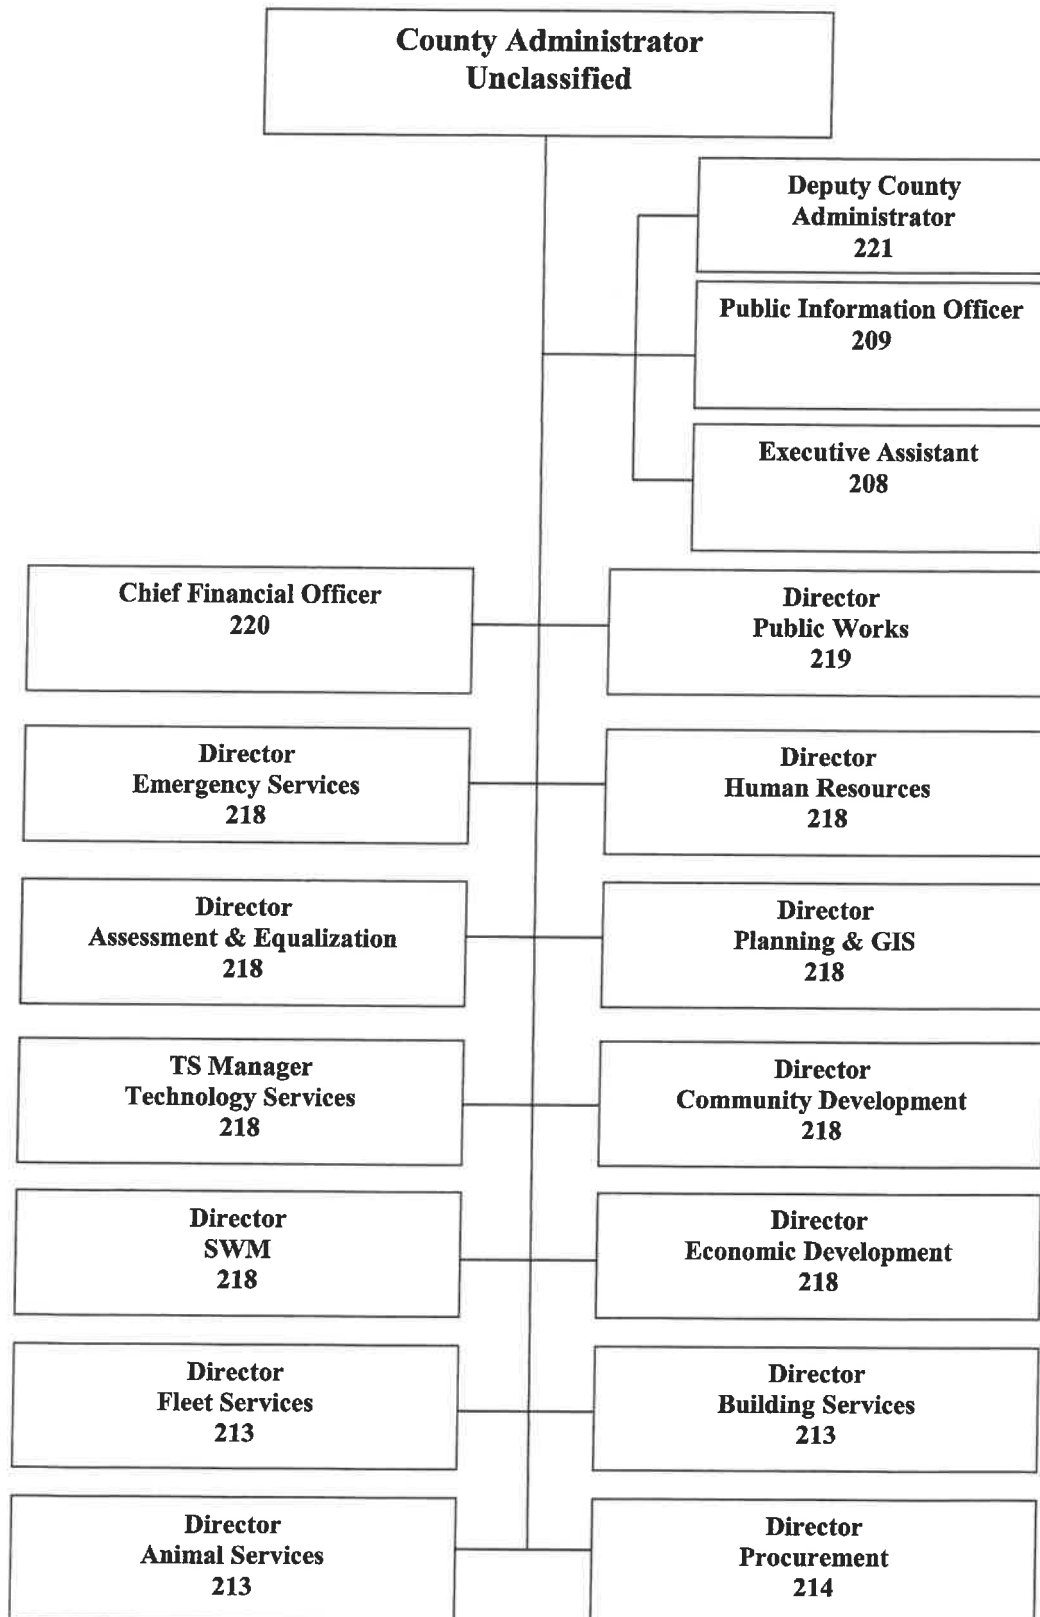 County Administrator
Unclassified
Deputy County
Administrator
221
Public Information Officer
209
Executive Assistant
208
Chief Financial Officer
220
Director
Public Works
219
Director
Emergency Services
218
Director
Human Resources
218
Director
Assessment & Equalization
218
Director
Planning & GIS
218
TS Manager
Technology Services
218
Director
Community Development
218
Director
SWM
218
Director
Economic Development
218
Director
Fleet Services
213
Director
Building Services
213
Director
Animal Services
213
Director
Procurement
214